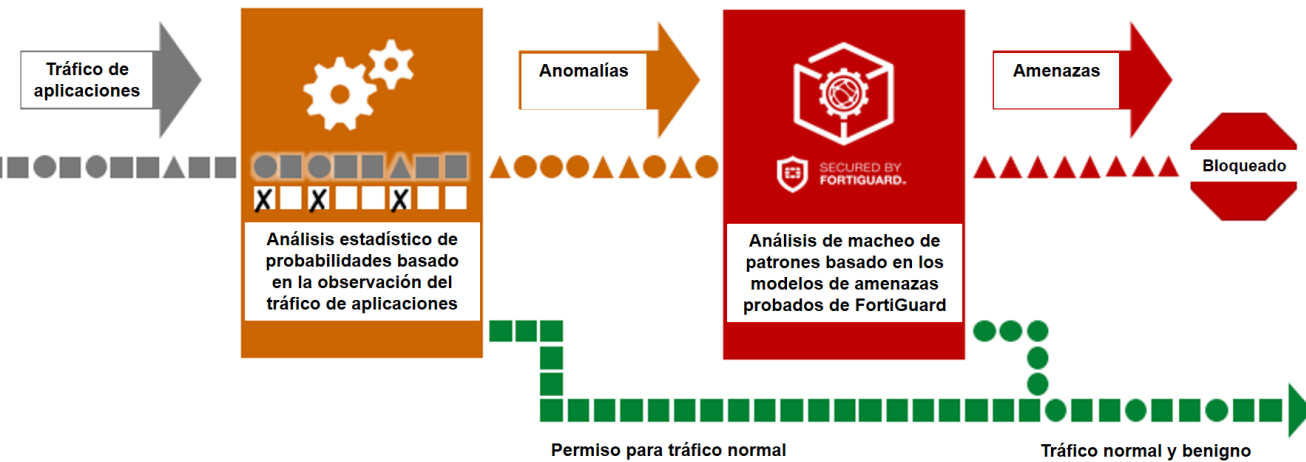 Tráfico de
aplicaciones
Anomalías
Amenazas
Bloqueado
SECURED BY
FORTIGUARD.
Análisis estadístico de
probabilidades basado
en la observación del
tráfico de aplicaciones
Análisis de macheo de
patrones basado en los
modelos de amenazas
probados de FortiGuard
Permiso para tráfico normal
Tráfico normal y benigno